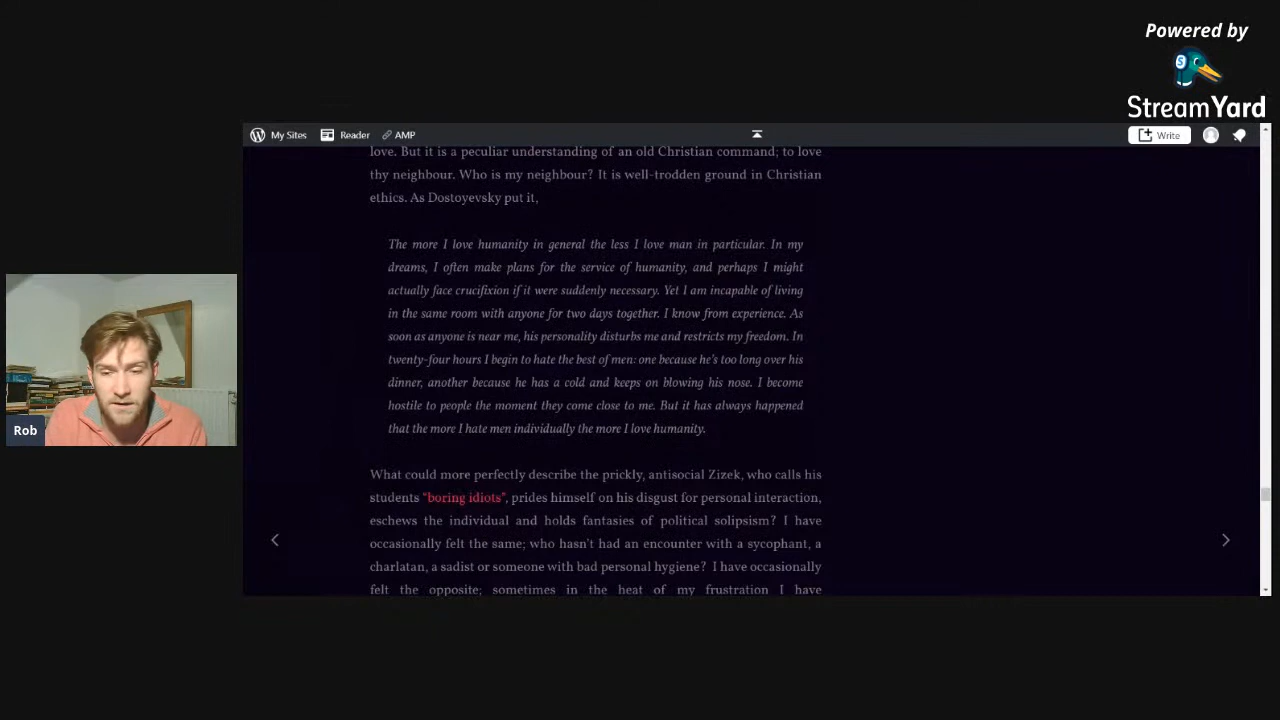 Powered by
StreamYard
My Sites Reader AMP Write
love. But it is a peculiar understanding of an old Christian command; to love
thy neighbour. Who is my neighbour? It is well-trodden ground in Christian
ethics. As Dostoyevsky put it,
The more I love humanity in general the less I love man in particular. In my
dreams, I often make plans for the service of humanity, and perhaps I might
actually face crucifixion if it were suddenly necessary. Yet I am incapable of living
in the same room with anyone for two days together. I know from experience. As
soon as anyone is near me, his personality disturbs me and restricts my freedom. In
twenty-four hours I begin to hate the best of men: one because he's too long over his
dinner, another because he has a cold and keeps on blowing his nose. I become
hostile to people the moment they come close to me. But it has always happened
that the more I hate men individually the more I love humanity.
What could more perfectly describe the prickly, antisocial Zizek, who calls his
students "boring idiots", prides himself on his disgust for personal interaction,
eschews the individual and holds fantasies of political solipsism? I have
occasionally felt the same; who hasn't had an encounter with a sycophant, a
charlatan, a sadist or someone with bad personal hygiene? I have occasionally
felt the opposite; sometimes in the heat of my frustration I have
Rob